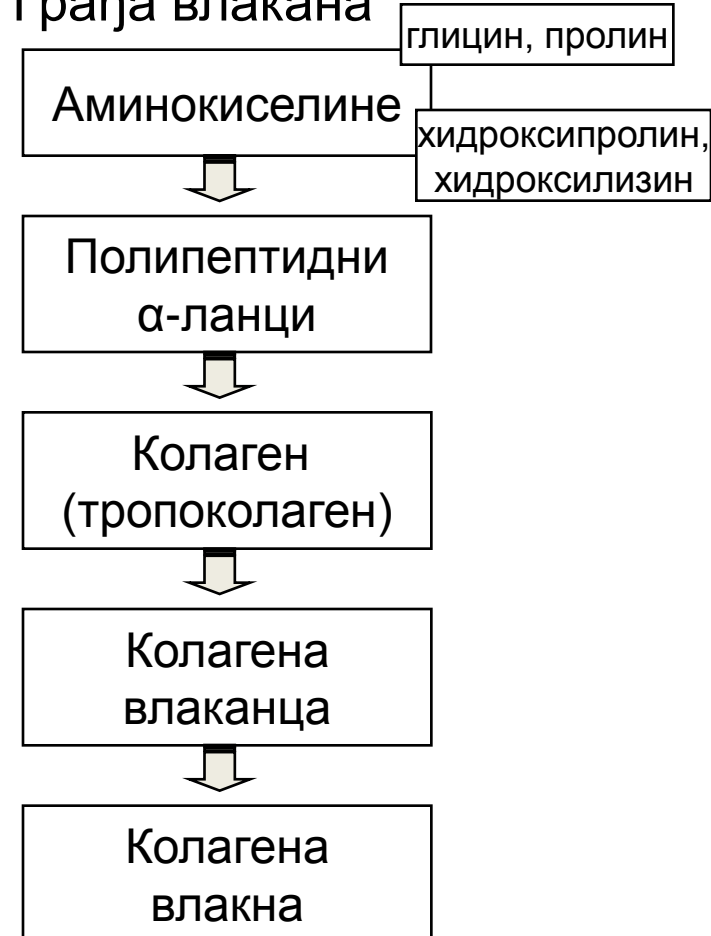 Грађа влакана
глицин, пролин
Аминокиселине
хидроксипролин,
хидроксилизин
Полипептидни
α-ланци
Колаген
(тропоколаген)
Колагена
влаканца
Колагена
влакна